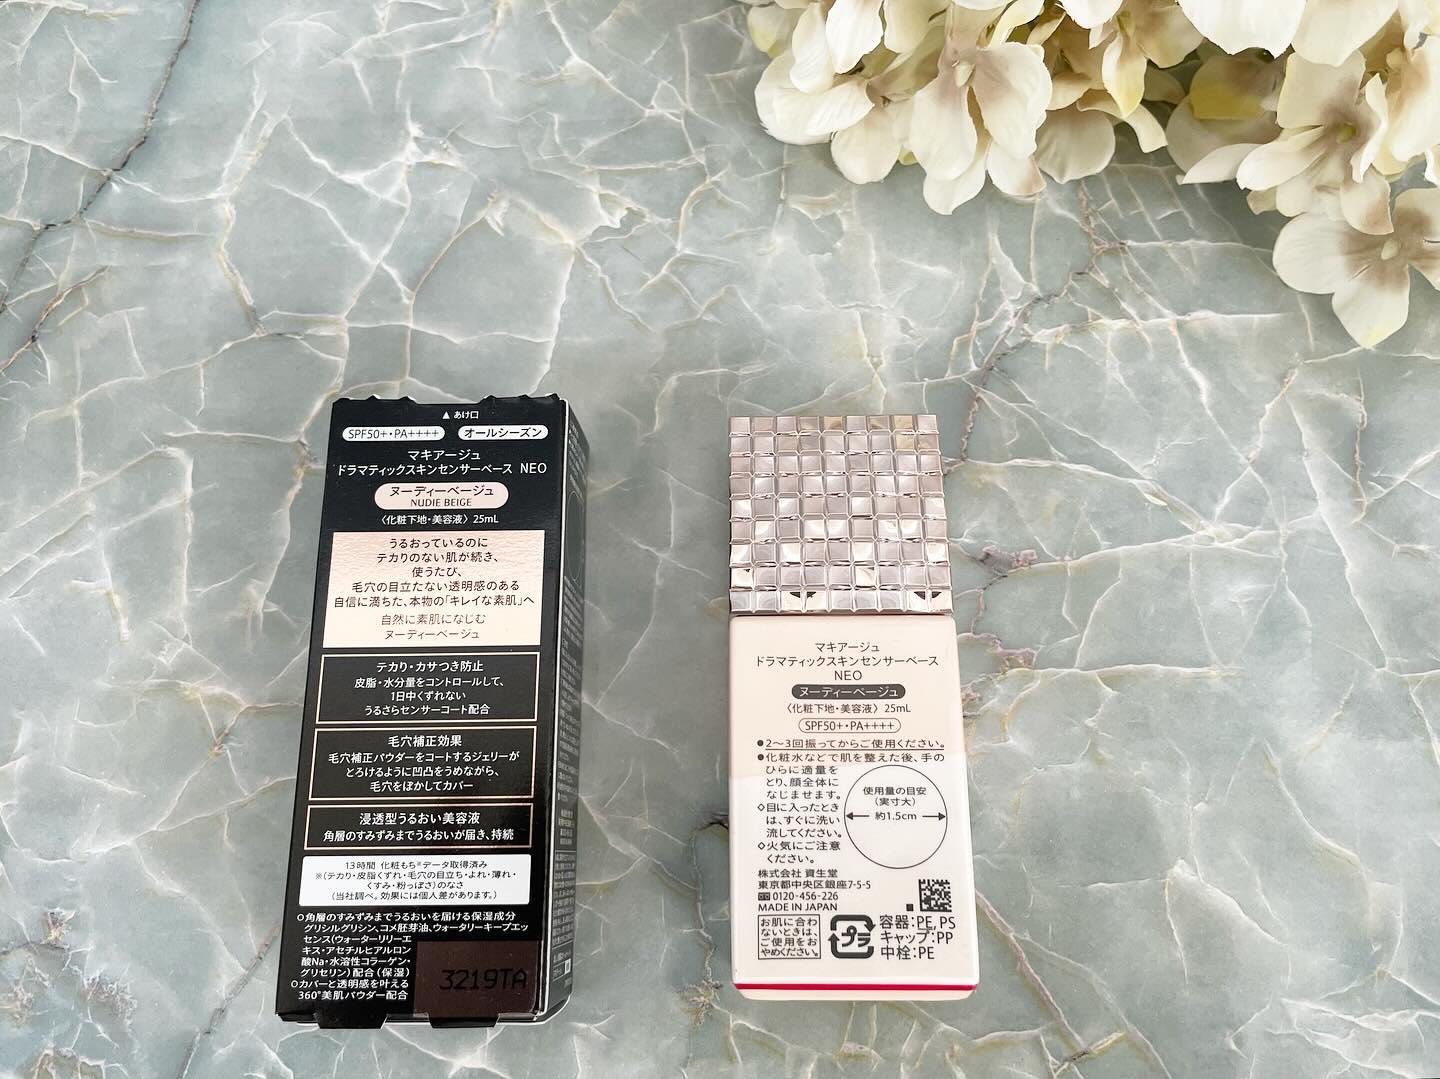 ▲ あけ口
SPF50+・PA++++ オールシーズン
マキアージュ
ドラマティックスキンセンサーベース NEO
ヌーディーベージュ
NUDIE BEIGE
〈化粧下地・美容液〉 25mL
うるおっているのに
テカりのない肌が続き、
使うたび、
毛穴の目立たない透明感のある
自信に満ちた、本物の「キレイな素肌」へ
自然に素肌になじむ
ヌーディーベージュ
テカり・カサつき防止
皮脂・水分量をコントロールして、
1日中くずれない
うるさらセンサーコート配合
毛穴補正効果
毛穴補正パウダーをコートするジェリーが
とろけるように凹凸をうめながら、
毛穴をぼかしてカバー
浸透型うるおい美容液
角層のすみずみまでうるおいが届き、持続
13時間 化粧もち※データ取得済み
※（テカり・皮脂くずれ・毛穴の目立ち・よれ・薄れ・
くすみ・粉っぽさ）のなさ
（当社調べ。効果には個人差があります。）
○角層のすみずみまでうるおいを届ける保湿成分
グリシルグリシン、コメ胚芽油、ウォータリーキープエッ
センス（ウォーターリリーエ
キス・アセチルヒアルロン
酸Na・水溶性コラーゲン・
グリセリン）配合（保湿）
○カバーと透明感を叶える
360°美肌パウダー配合
3219TA
マキアージュ
ドラマティックスキンセンサーベース
NEO
ヌーディーベージュ
〈化粧下地・美容液〉 25mL
SPF50+・PA++++
●2～3回振ってからご使用ください。
●化粧水などで肌を整えた後、手の
ひらに適量を
とり、顔全体に
なじませます。
◇目に入ったとき
は、すぐに洗い
流してください。
◇火気にご注意
ください。
使用量の目安
（実寸大）
約1.5cm
株式会社 資生堂
東京都中央区銀座7-5-5
0120-456-226
MADE IN JAPAN
お肌に合わ
ないときは、
ご使用をお
やめください。
プラ
容器:PE, PS
キャップ:PP
中栓:PE